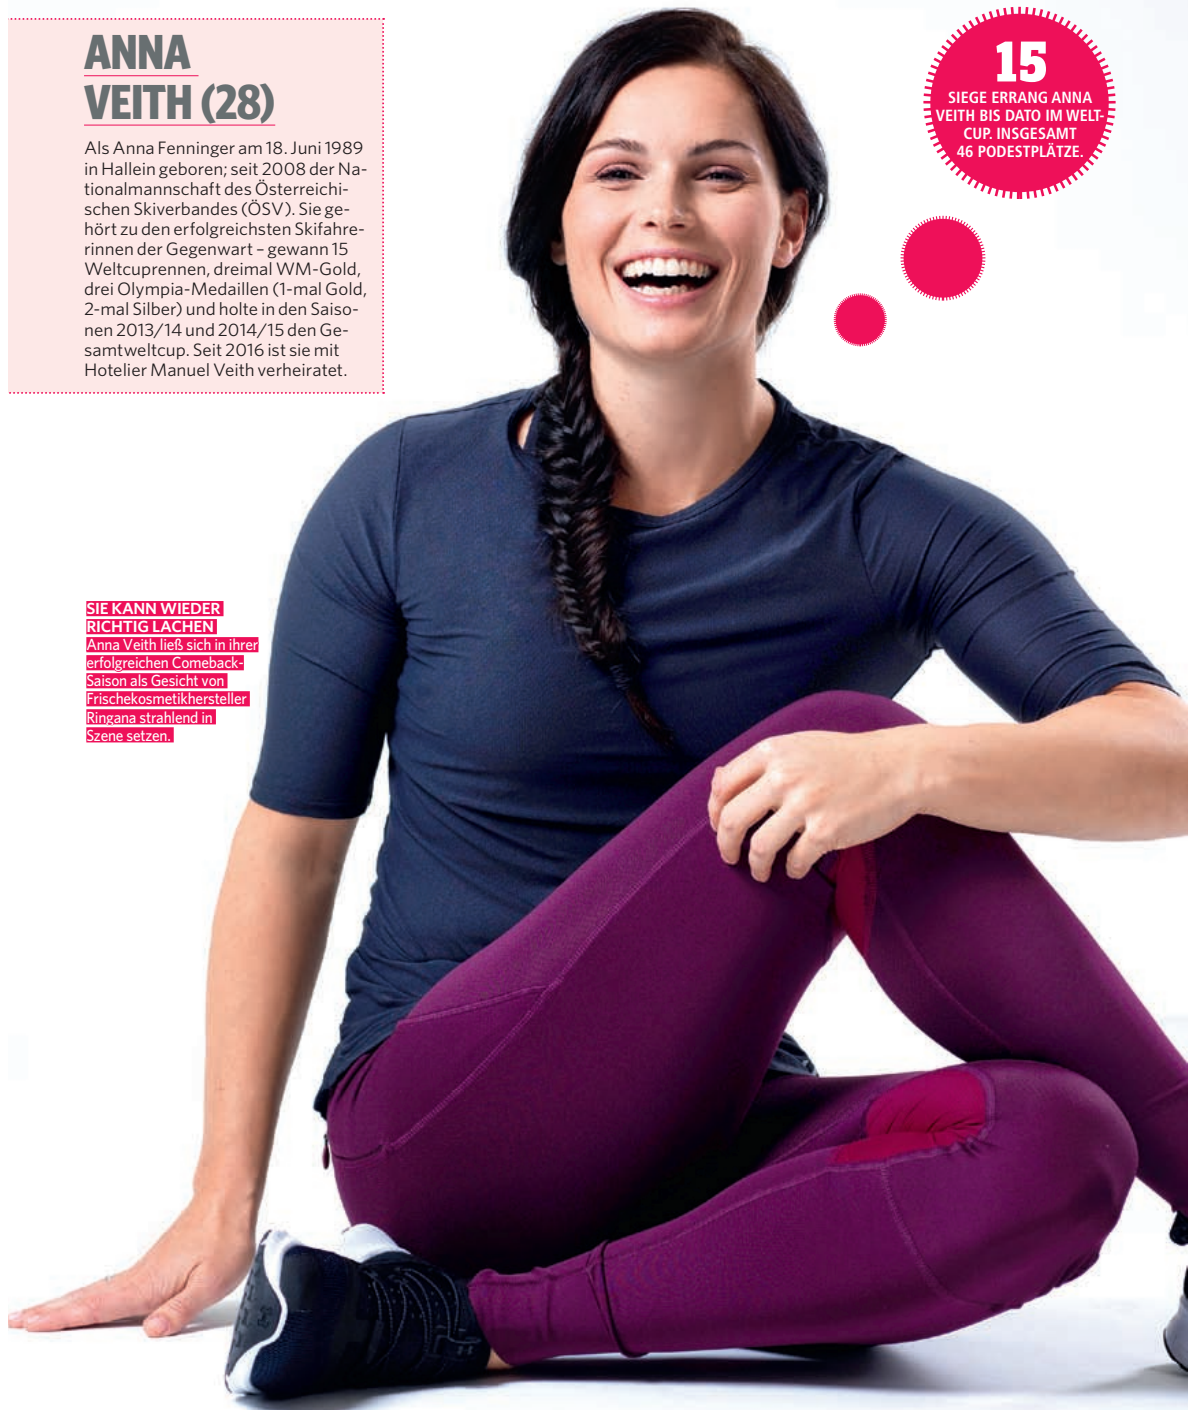 ANNA
VEITH (28)
Als Anna Fenninger am 18. Juni 1989
in Hallein geboren; seit 2008 der Na-
tionalmannschaft des Österreichi-
schen Skiverbandes (ÖSV). Sie ge-
hört zu den erfolgreichsten Skifahre-
rinnen der Gegenwart – gewann 15
Weltcuprennen, dreimal WM-Gold,
drei Olympia-Medaillen (1-mal Gold,
2-mal Silber) und holte in den Saiso-
nen 2013/14 und 2014/15 den Ge-
samtweltcup. Seit 2016 ist sie mit
Hotelier Manuel Veith verheiratet.
15
SIEGE ERRANG ANNA
VEITH BIS DATO IM WELT-
CUP. INSGESAMT
46 PODESTPLÄTZE.
SIE KANN WIEDER
RICHTIG LACHEN
Anna Veith ließ sich in ihrer
erfolgreichen Comeback-
Saison als Gesicht von
Frischekosmetikhersteller
Ringana strahlend in
Szene setzen.